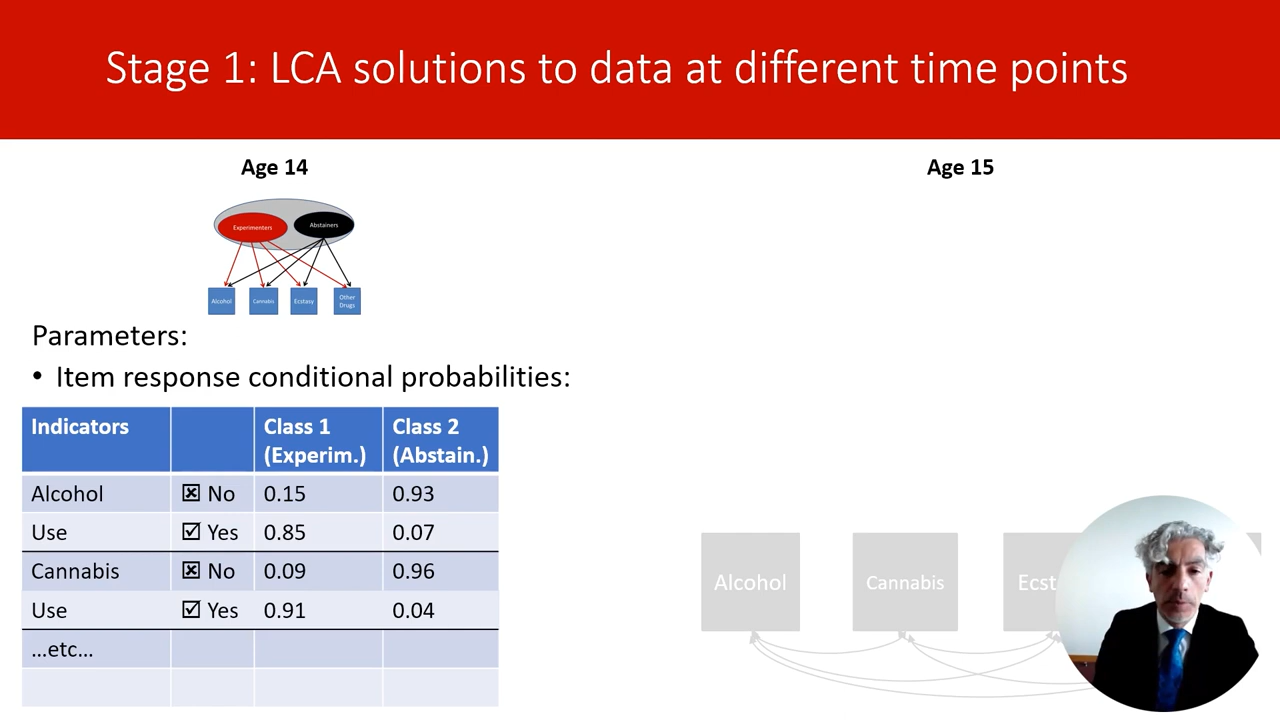 Stage 1: LCA solutions to data at different time points
Age 14
Experimenters
Abstainers
Alcohol
Cannabis
Ecstasy
Other
Drugs
Parameters:
• Item response conditional probabilities:
Indicators Class 1 (Experim.) Class 2 (Abstain.)
Alcohol ☒ No 0.15 0.93
Use ☑ Yes 0.85 0.07
Cannabis ☒ No 0.09 0.96
Use ☑ Yes 0.91 0.04
...etc...
Age 15
Alcohol
Cannabis
Ecst